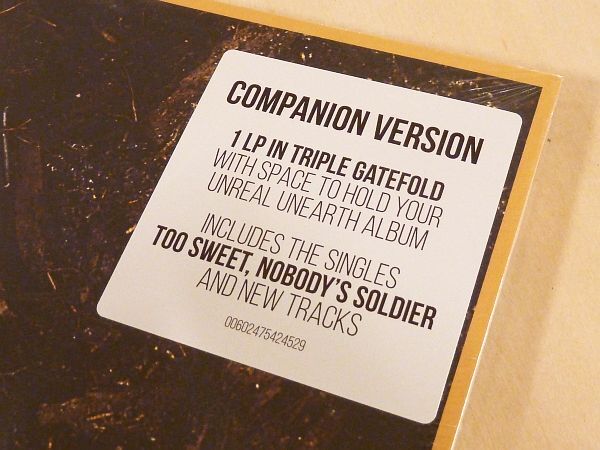 COMPANION VERSION
1 LP IN TRIPLE GATEFOLD
WITH SPACE TO HOLD YOUR
UNREAL UNEARTH ALBUM
INCLUDES THE SINGLES
TOO SWEET, NOBODY'S SOLDIER
AND NEW TRACKS
00602475424529